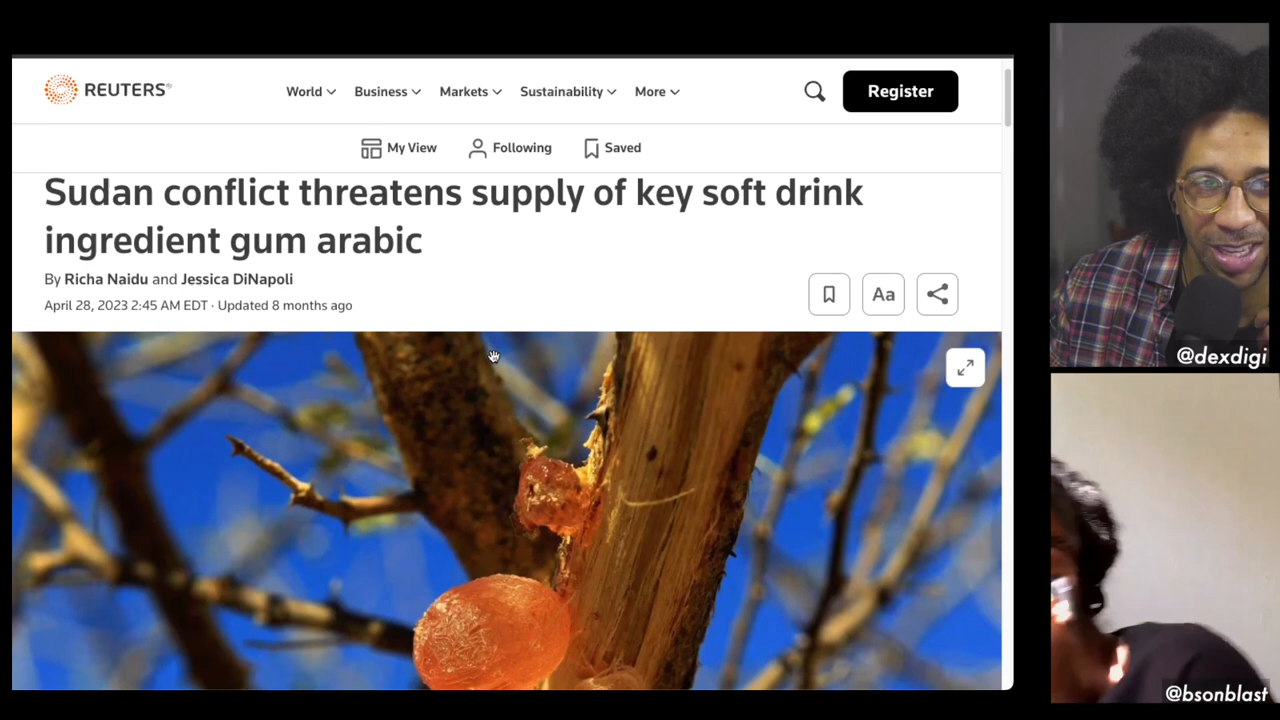 REUTERS®
World Business Markets Sustainability More
Register
My View Following Saved
Sudan conflict threatens supply of key soft drink
ingredient gum arabic
By Richa Naidu and Jessica DiNapoli
April 28, 2023 2:45 AM EDT · Updated 8 months ago
Aa
@dexdigi
@bsonblast